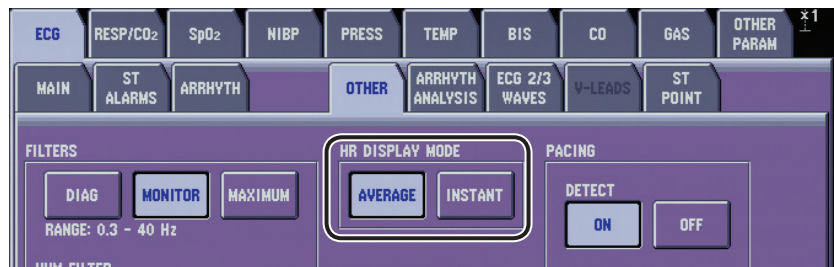 ECG RESP/CO2 SpO2 NIBP PRESS TEMP BIS CO GAS OTHER PARAM x1
MAIN ST ALARMS ARRHYTH OTHER ARRHYTH ANALYSIS ECG 2/3 WAVES V-LEADS ST POINT
FILTERS HR DISPLAY MODE PACING
DIAG MONITOR MAXIMUM AVERAGE INSTANT DETECT
ON OFF
RANGE: 0.3 - 40 Hz
HUM FILTER